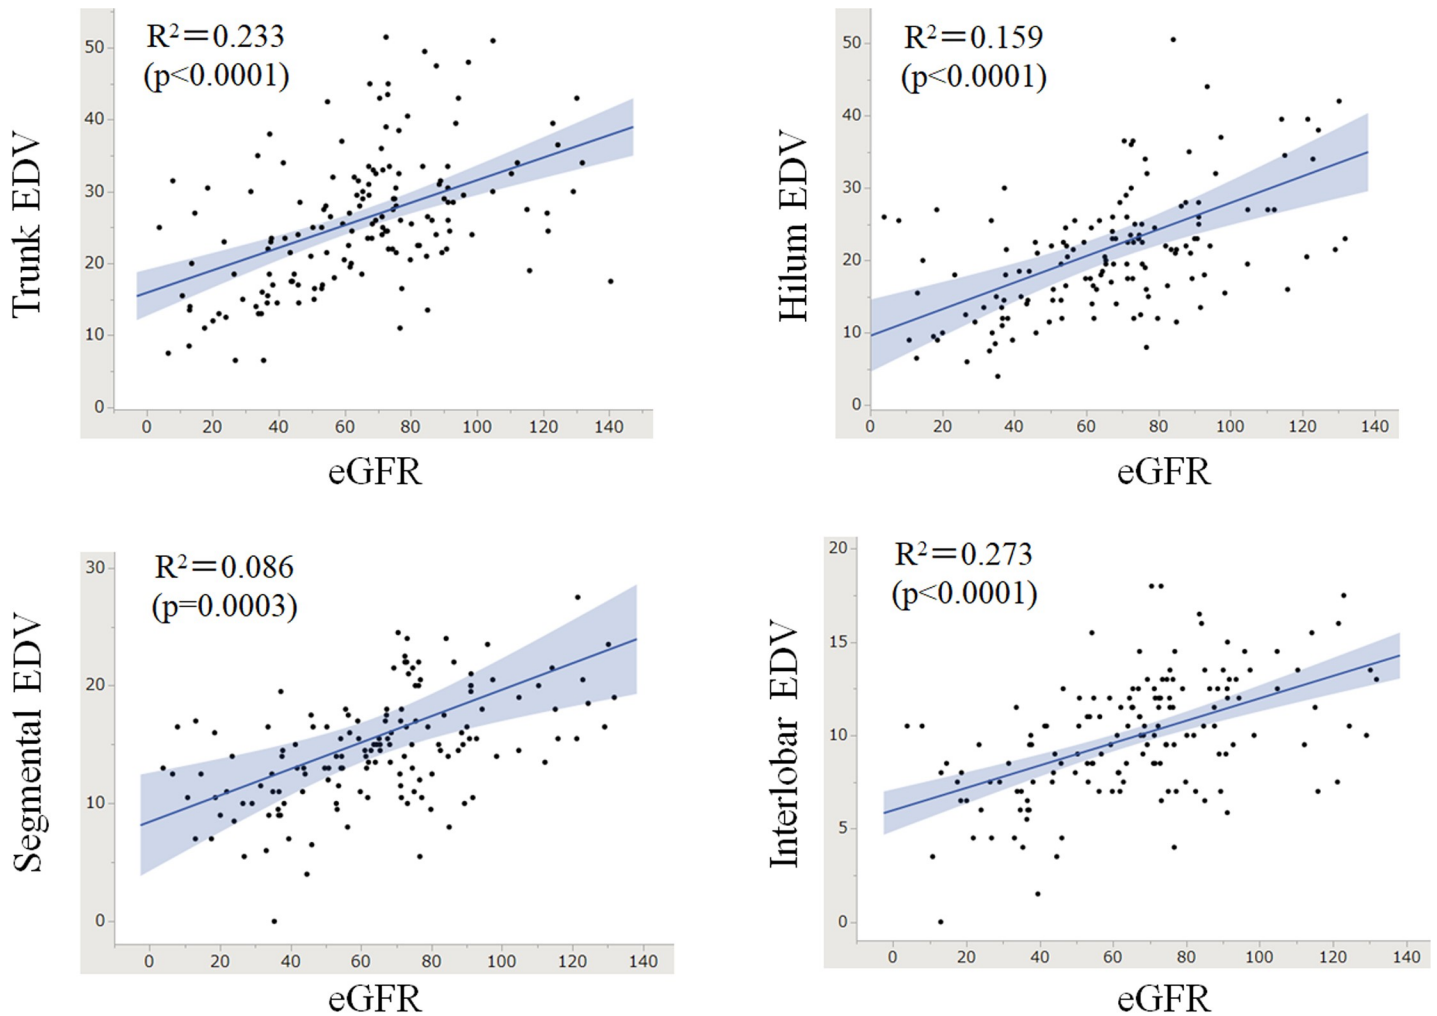 R²＝0.233
(p<0.0001)
Trunk EDV
50
40
30
20
10
0
0 20 40 60 80 100 120 140
eGFR
R²＝0.159
(p<0.0001)
Hilum EDV
50
40
30
20
10
0
0 20 40 60 80 100 120 140
eGFR
R²＝0.086
(p=0.0003)
Segmental EDV
30
20
10
0
0 20 40 60 80 100 120 140
eGFR
R²＝0.273
(p<0.0001)
Interlobar EDV
20
15
10
5
0
0 20 40 60 80 100 120 140
eGFR